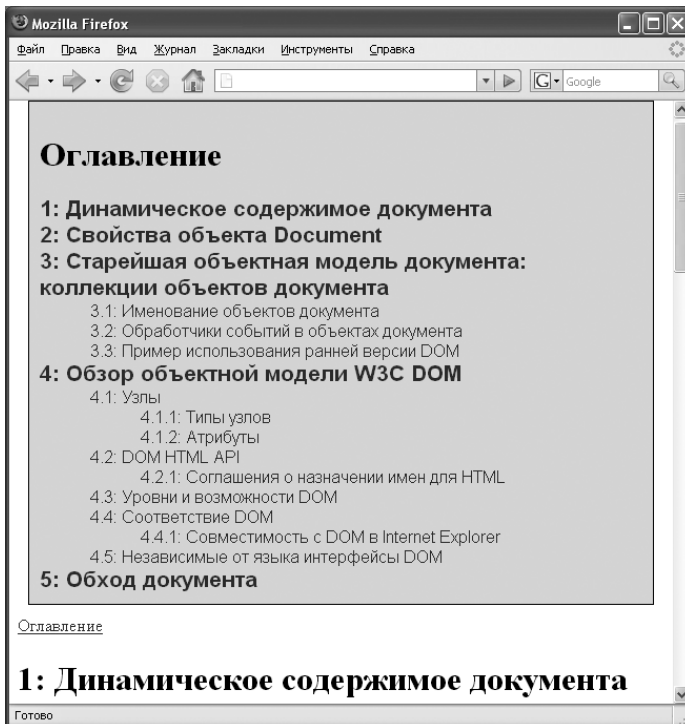 Mozilla Firefox
Файл Правка Вид Журнал Закладки Инструменты Справка
G Google
Оглавление
1: Динамическое содержимое документа
2: Свойства объекта Document
3: Старейшая объектная модель документа:
коллекции объектов документа
3.1: Именование объектов документа
3.2: Обработчики событий в объектах документа
3.3: Пример использования ранней версии DOM
4: Обзор объектной модели W3C DOM
4.1: Узлы
4.1.1: Типы узлов
4.1.2: Атрибуты
4.2: DOM HTML API
4.2.1: Соглашения о назначении имен для HTML
4.3: Уровни и возможности DOM
4.4: Соответствие DOM
4.4.1: Совместимость с DOM в Internet Explorer
4.5: Независимые от языка интерфейсы DOM
5: Обход документа
Оглавление
1: Динамическое содержимое документа
Готово